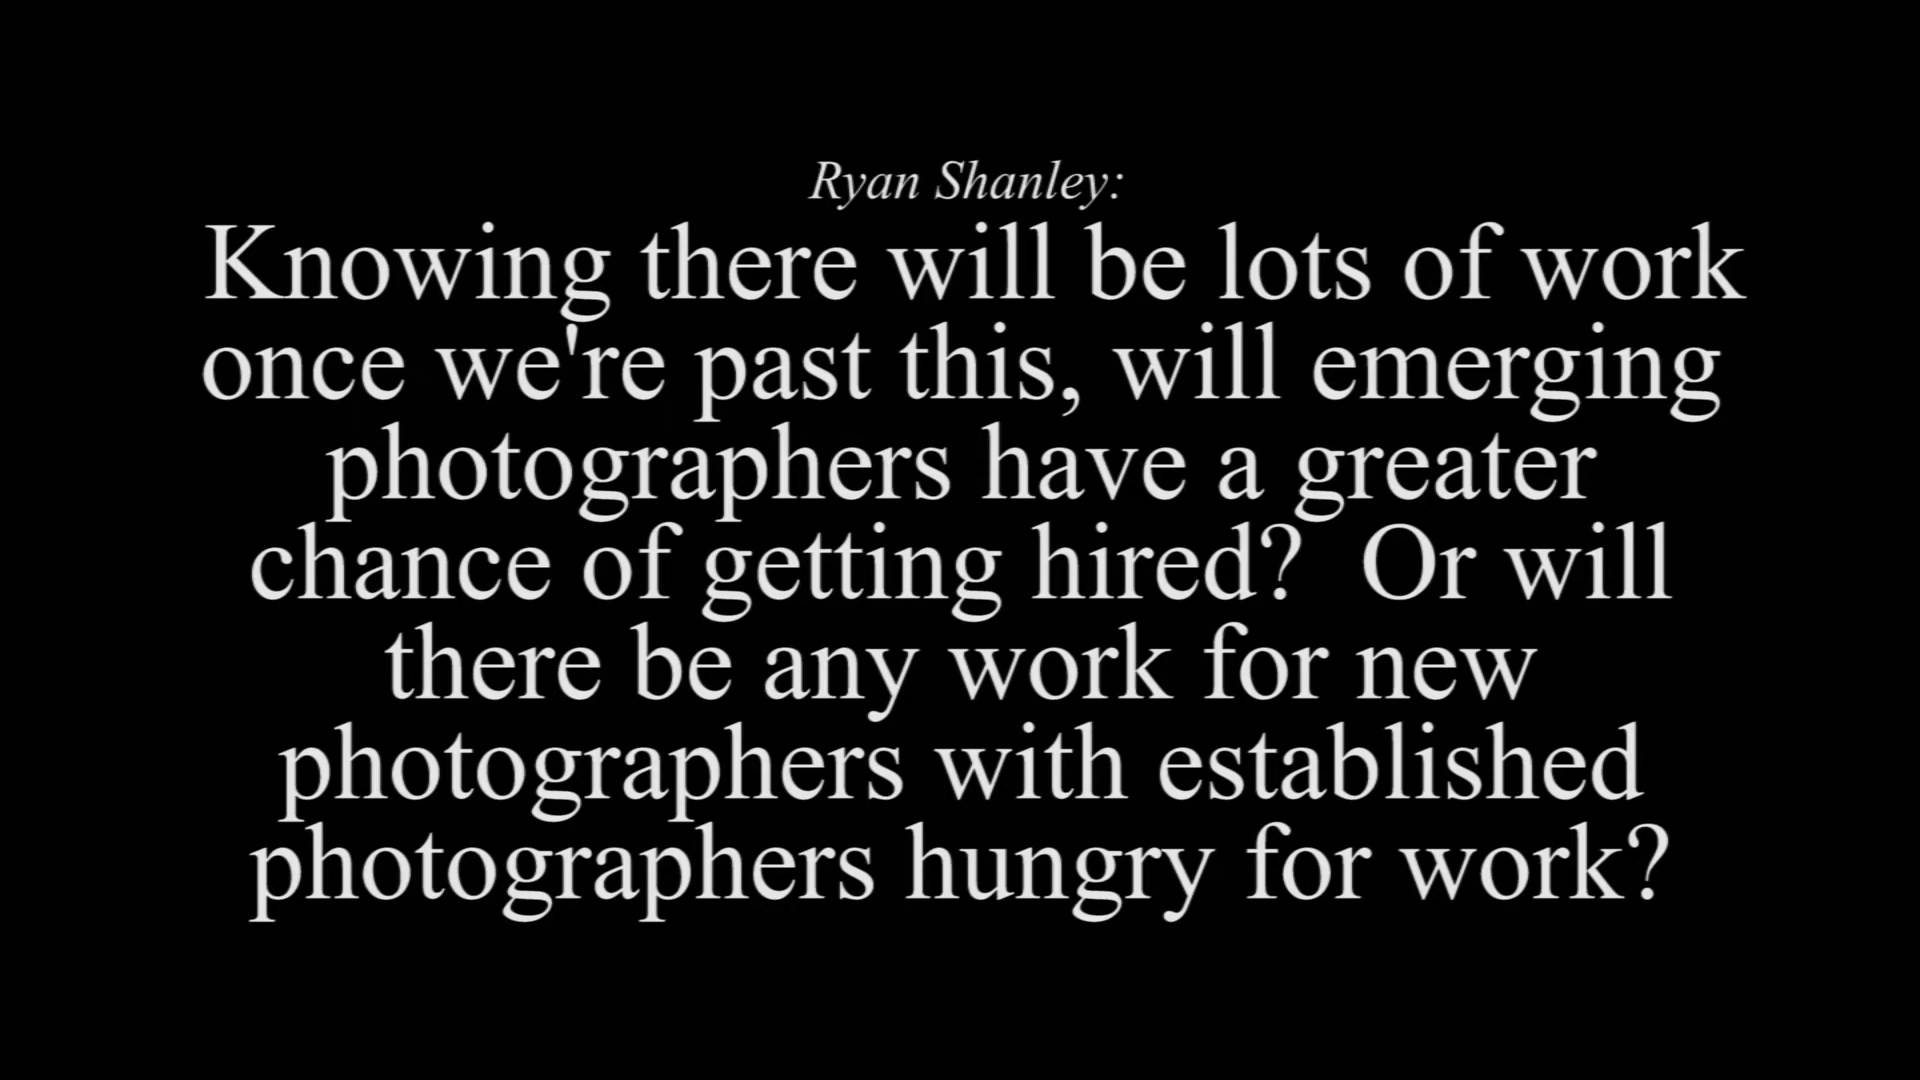 Ryan Shanley:
Knowing there will be lots of work
once we're past this, will emerging
photographers have a greater
chance of getting hired?  Or will
there be any work for new
photographers with established
photographers hungry for work?